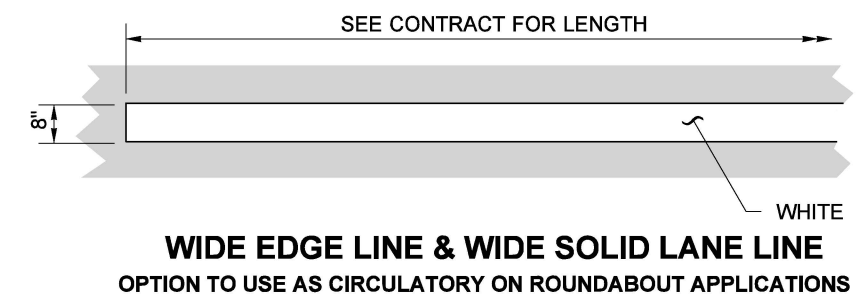 SEE CONTRACT FOR LENGTH
8"
WHITE
WIDE EDGE LINE & WIDE SOLID LANE LINE
OPTION TO USE AS CIRCULATORY ON ROUNDABOUT APPLICATIONS